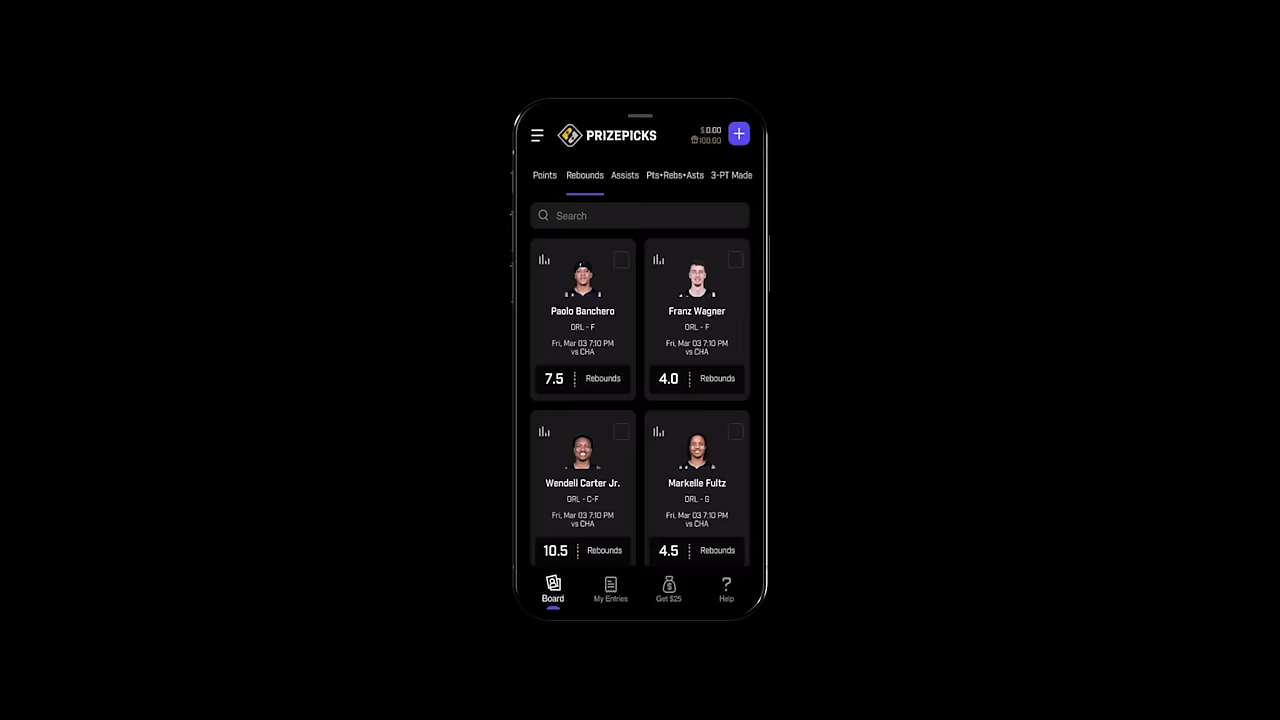 PRIZEPICKS
$ 0.00
100.00
Points Rebounds Assists Pts+Rebs+Asts 3-PT Made
Search
Paolo Banchero
ORL - F
Fri, Mar 03 7:10 PM
vs CHA
7.5 Rebounds
Franz Wagner
ORL - F
Fri, Mar 03 7:10 PM
vs CHA
4.0 Rebounds
Wendell Carter Jr.
ORL - C-F
Fri, Mar 03 7:10 PM
vs CHA
10.5 Rebounds
Markelle Fultz
ORL - G
Fri, Mar 03 7:10 PM
vs CHA
4.5 Rebounds
Board My Entries Get $25 Help